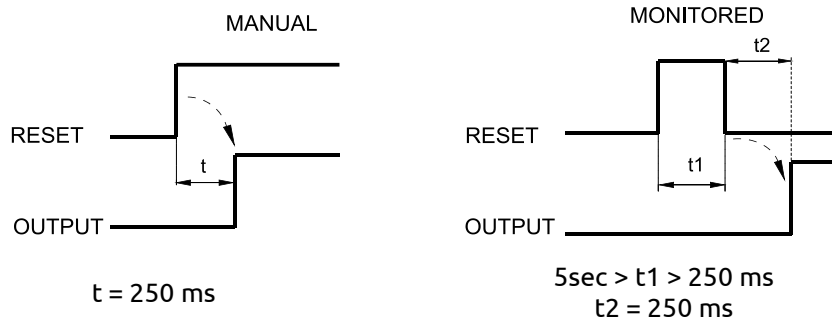 MANUAL
RESET
t
OUTPUT
t = 250 ms
MONITORED
t2
RESET
t1
OUTPUT
5sec > t1 > 250 ms
t2 = 250 ms